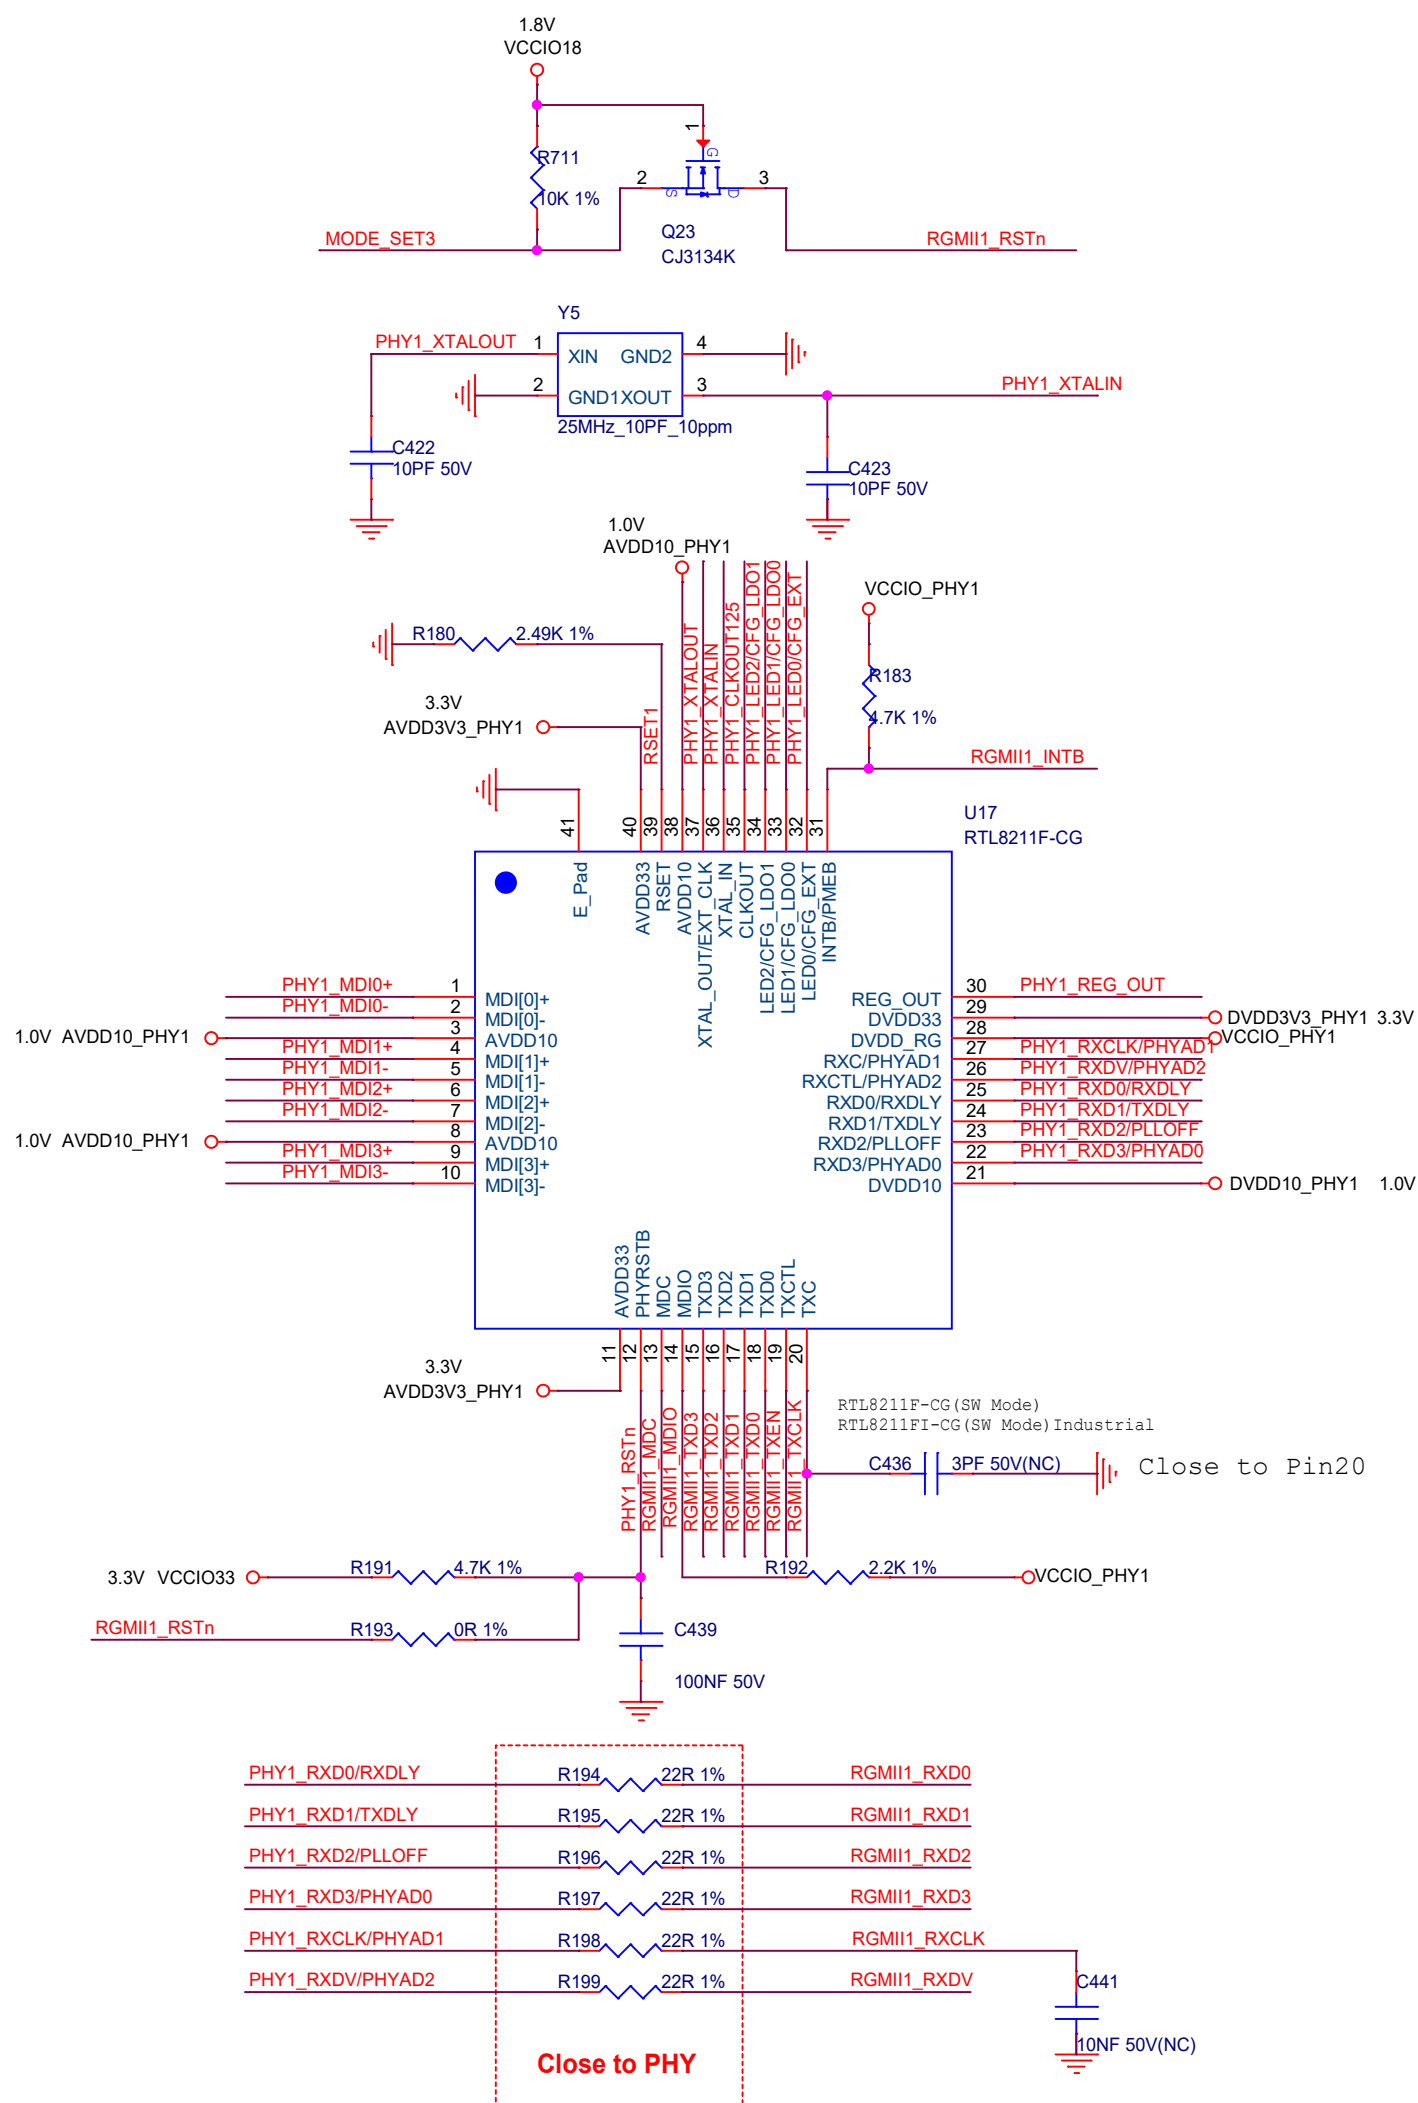 1.8V
VCCIO18
1
G
R711
10K 1%
2
S
D
3
MODE_SET3
Q23
CJ3134K
RGMII1_RSTn
Y5
PHY1_XTALOUT
1
XIN
GND2
4
2
GND1
XOUT
3
PHY1_XTALIN
25MHz_10PF_10ppm
C422
10PF 50V
C423
10PF 50V
1.0V
AVDD10_PHY1
VCCIO_PHY1
R180
2.49K 1%
R183
4.7K 1%
3.3V
AVDD3V3_PHY1
RSET1
PHY1_XTALOUT
PHY1_XTALIN
PHY1_CLKOUT125
PHY1_LED2/CFG_LDO1
PHY1_LED1/CFG_LDO0
PHY1_LED0/CFG_EXT
RGMII1_INTB
U17
RTL8211F-CG
41
40
39
38
37
36
35
34
33
32
31
E_Pad
AVDD33
RSET
AVDD10
XTAL_OUT/EXT_CLK
XTAL_IN
CLKOUT
LED2/CFG_LDO1
LED1/CFG_LDO0
LED0/CFG_EXT
INTB/PMEB
PHY1_MDI0+ 1 MDI[0]+
PHY1_MDI0- 2 MDI[0]-
1.0V AVDD10_PHY1 3 AVDD10
PHY1_MDI1+ 4 MDI[1]+
PHY1_MDI1- 5 MDI[1]-
PHY1_MDI2+ 6 MDI[2]+
PHY1_MDI2- 7 MDI[2]-
1.0V AVDD10_PHY1 8 AVDD10
PHY1_MDI3+ 9 MDI[3]+
PHY1_MDI3- 10 MDI[3]-
REG_OUT 30 PHY1_REG_OUT
DVDD33 29 DVDD3V3_PHY1 3.3V
DVDD_RG 28 VCCIO_PHY1
RXC/PHYAD1 27 PHY1_RXCLK/PHYAD1
RXCTL/PHYAD2 26 PHY1_RXDV/PHYAD2
RXD0/RXDLY 25 PHY1_RXD0/RXDLY
RXD1/TXDLY 24 PHY1_RXD1/TXDLY
RXD2/PLLOFF 23 PHY1_RXD2/PLLOFF
RXD3/PHYAD0 22 PHY1_RXD3/PHYAD0
DVDD10 21 DVDD10_PHY1 1.0V
AVDD33
PHYRSTB
MDC
MDIO
TXD3
TXD2
TXD1
TXD0
TXCTL
TXC
11
12
13
14
15
16
17
18
19
20
3.3V
AVDD3V3_PHY1
PHY1_RSTn
RGMII1_MDC
RGMII1_MDIO
RGMII1_TXD3
RGMII1_TXD2
RGMII1_TXD1
RGMII1_TXD0
RGMII1_TXEN
RGMII1_TXCLK
RTL8211F-CG(SW Mode)
RTL8211FI-CG(SW Mode)Industrial
C436 3PF 50V(NC) Close to Pin20
3.3V VCCIO33 R191 4.7K 1%
R192 2.2K 1% VCCIO_PHY1
RGMII1_RSTn R193 0R 1%
C439
100NF 50V
PHY1_RXD0/RXDLY R194 22R 1% RGMII1_RXD0
PHY1_RXD1/TXDLY R195 22R 1% RGMII1_RXD1
PHY1_RXD2/PLLOFF R196 22R 1% RGMII1_RXD2
PHY1_RXD3/PHYAD0 R197 22R 1% RGMII1_RXD3
PHY1_RXCLK/PHYAD1 R198 22R 1% RGMII1_RXCLK
PHY1_RXDV/PHYAD2 R199 22R 1% RGMII1_RXDV
C441
10NF 50V(NC)
Close to PHY